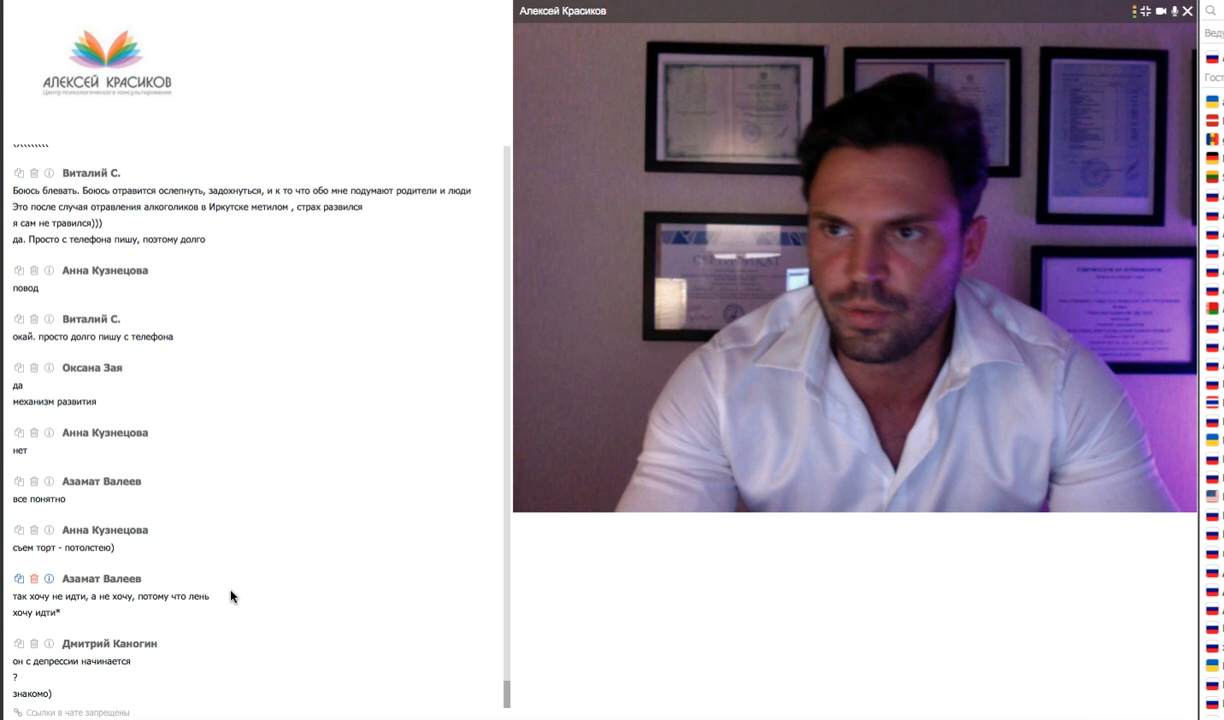 АЛЕКСЕЙ КРАСИКОВ
Центр психологического консультирования
Виталий С.
Боюсь блевать. Боюсь отравится ослепнуть, задохнуться, и к то что обо мне подумают родители и люди
Это после случая отравления алкоголиков в Иркутске метилом , страх развился
я сам не травился)))
да. Просто с телефона пишу, поэтому долго
Анна Кузнецова
повод
Виталий С.
окай. просто долго пишу с телефона
Оксана Зая
да
механизм развития
Анна Кузнецова
нет
Азамат Валеев
все понятно
Анна Кузнецова
съем торт - потолстею)
Азамат Валеев
так хочу не идти, а не хочу, потому что лень
хочу идти*
Дмитрий Каногин
он с депрессии начинается
?
знакомо)
Ссылки в чате запрещены
Алексей Красиков
СЕРТИФИКАТ